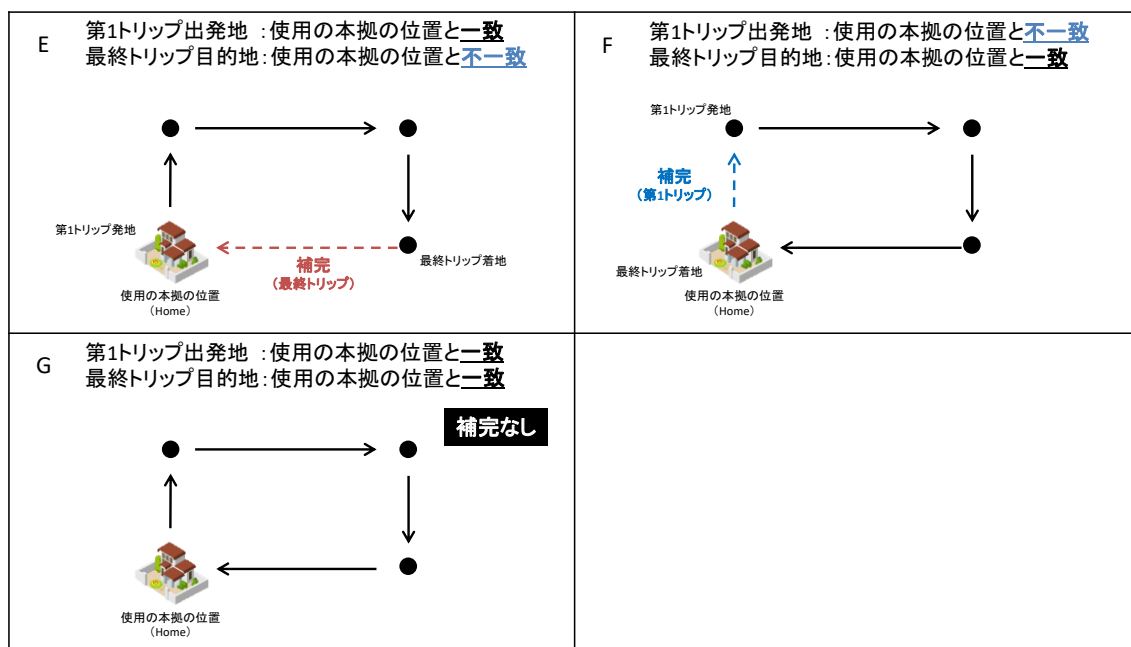 E
第1トリップ出発地 :使用の本拠の位置と一致
最終トリップ目的地:使用の本拠の位置と不一致
第1トリップ発地
補完
(最終トリップ)
最終トリップ着地
使用の本拠の位置
(Home)
F
第1トリップ出発地 :使用の本拠の位置と不一致
最終トリップ目的地:使用の本拠の位置と一致
第1トリップ発地
補完
(第1トリップ)
最終トリップ着地
使用の本拠の位置
(Home)
G
第1トリップ出発地 :使用の本拠の位置と一致
最終トリップ目的地:使用の本拠の位置と一致
補完なし
使用の本拠の位置
(Home)